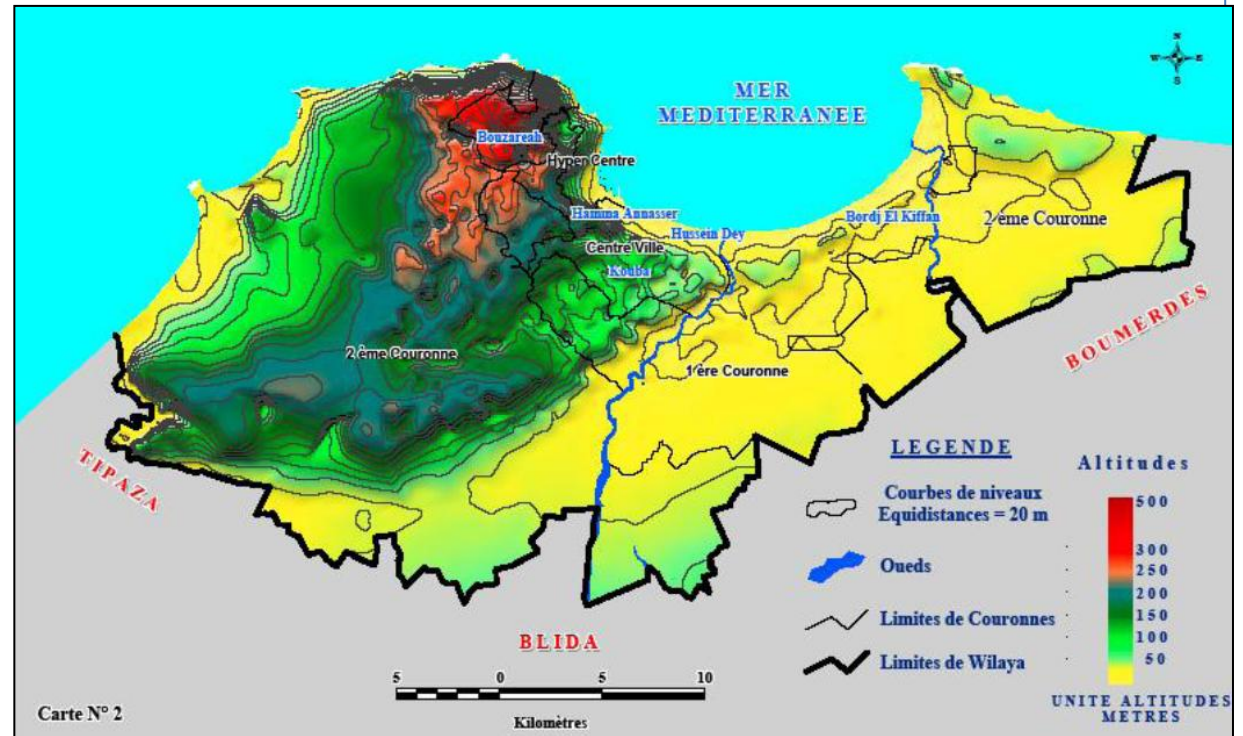 N
W E
S
MER
MEDITERRANEE
Bouzareah
Hyper Centre
Hamma Annasser
Hussein Dey
Bordj El Kiffan
2 ème Couronne
Centre Ville
Kouba
2 ème Couronne
1 ère Couronne
BOUMERDES
TIPAZA
BLIDA
LEGENDE
Courbes de niveaux
Equidistances = 20 m
Oueds
Limites de Couronnes
Limites de Wilaya
Altitudes
500
300
250
200
150
100
50
UNITE ALTITUDES
METRES
5 0 5 10
Kilomètres
Carte N° 2